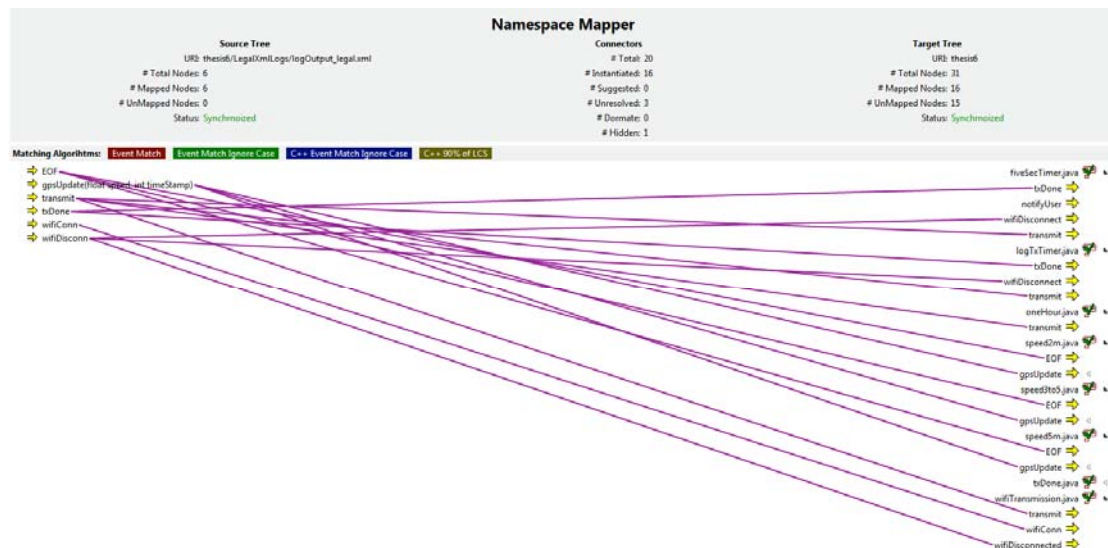 Namespace Mapper
Source Tree
URI: thesis6/LegalXmlLogs/logOutput_legal.xml
# Total Nodes: 6
# Mapped Nodes: 6
# UnMapped Nodes: 0
Status: Synchrnoized
Connectors
# Total: 20
# Instantiated: 16
# Suggested: 0
# Unresolved: 3
# Dormate: 0
# Hidden: 1
Target Tree
URI: thesis6
# Total Nodes: 31
# Mapped Nodes: 16
# UnMapped Nodes: 15
Status: Synchrnoized
Matching Algorihtms: Event Match Event Match Ignore Case C++ Event Match Ignore Case C++ 90% of LCS
EOF
gpsUpdate(float speed, int timeStamp)
transmit
txDone
wifiConn
wifiDisconn
fiveSecTimer.java
txDone
notifyUser
wifiDisconnect
transmit
logTxTimer.java
txDone
wifiDisconnect
transmit
oneHour.java
transmit
speed2m.java
EOF
gpsUpdate
speed3to5.java
EOF
gpsUpdate
speed5m.java
EOF
gpsUpdate
txDone.java
wifiTransmission.java
transmit
wifiConn
wifiDisconnected